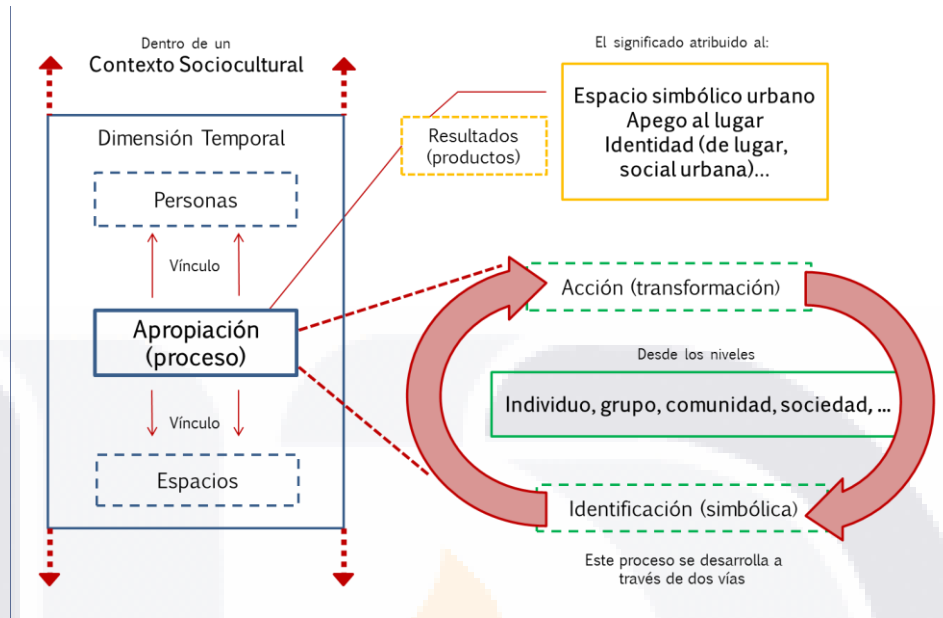 Dentro de un
Contexto Sociocultural
Dimensión Temporal
Personas
Vínculo
Apropiación
(proceso)
Vínculo
Espacios
El significado atribuido al:
Resultados
(productos)
Espacio simbólico urbano
Apego al lugar
Identidad (de lugar,
social urbana)...
Acción (transformación)
Desde los niveles
Individuo, grupo, comunidad, sociedad, ...
Identificación (simbólica)
Este proceso se desarrolla a
través de dos vías